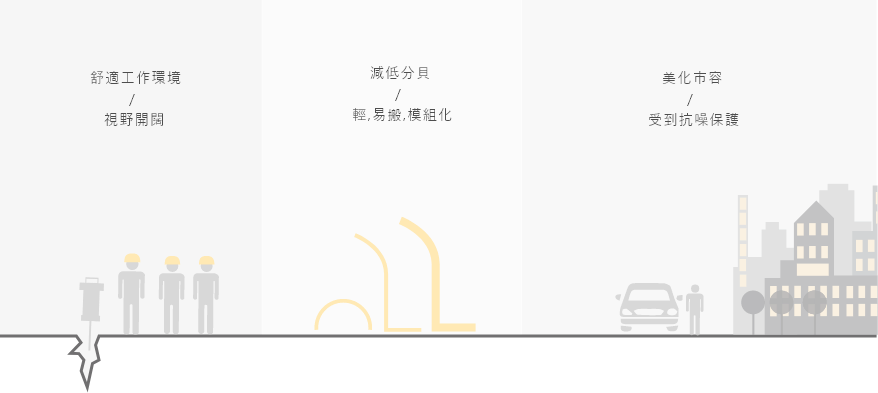 舒適工作環境
/
視野開闊
減低分貝
/
輕,易搬,模組化
美化市容
/
受到抗噪保護